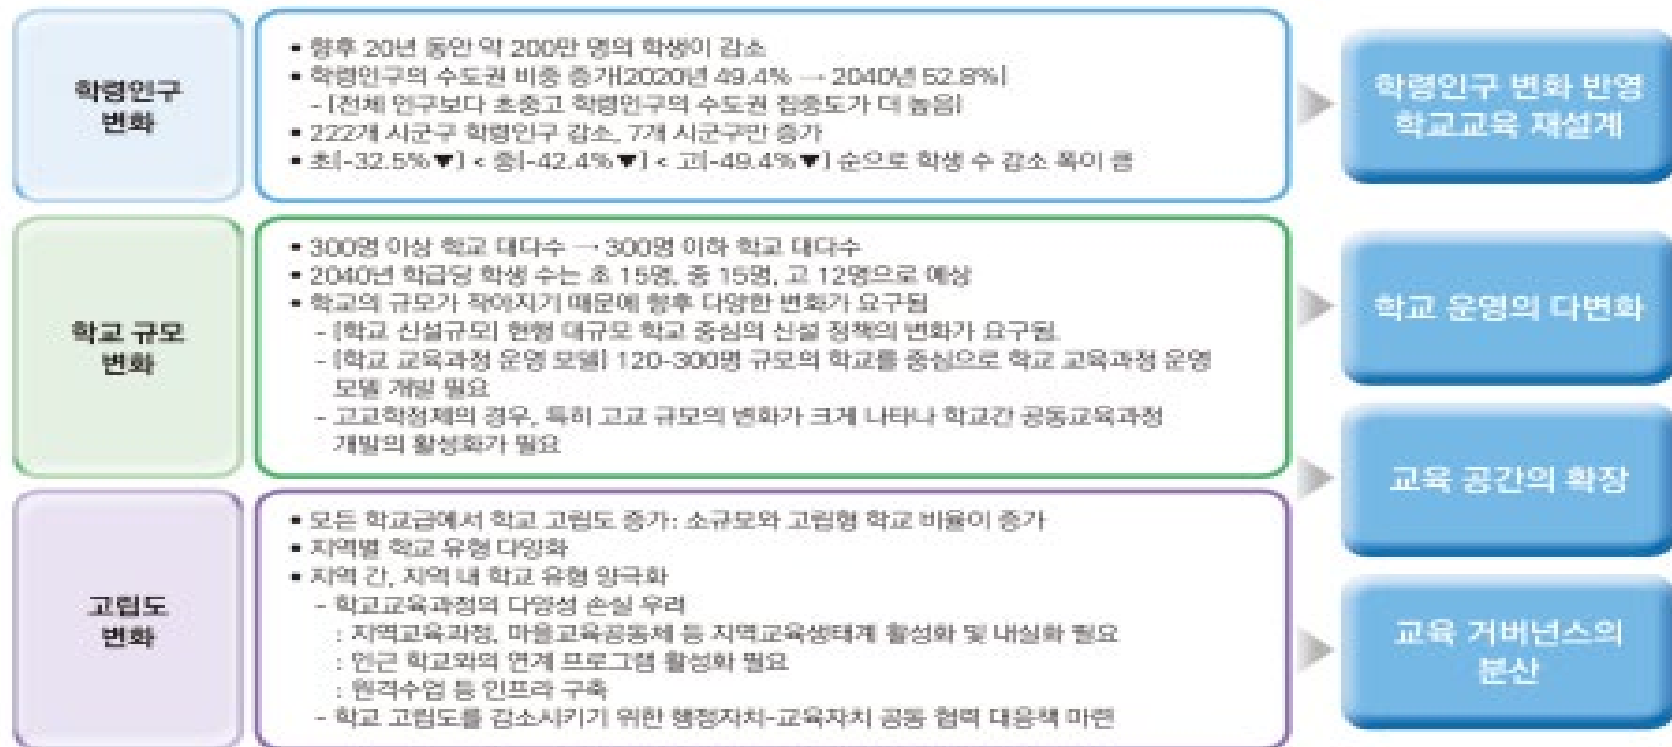 학령인구
변화
• 향후 20년 동안 약 200만 명의 학생이 감소
• 학령인구의 수도권 비중 증가[2020년 49.4% → 2040년 52.8%]
- [전체 인구보다 초중고 학령인구의 수도권 집중도가 더 높음]
• 222개 시군구 학령인구 감소, 7개 시군구만 증가
• 초[-32.5%▼] < 중[-42.4%▼] < 고[-49.4%▼] 순으로 학생 수 감소 폭이 큼
학령인구 변화 반영
학교교육 재설계
학교 규모
변화
• 300명 이상 학교 대다수 → 300명 이하 학교 대다수
• 2040년 학급당 학생 수는 초 15명, 중 15명, 고 12명으로 예상
• 학교의 규모가 작아지기 때문에 향후 다양한 변화가 요구됨
- [학교 신설규모] 현행 대규모 학교 중심의 신설 정책의 변화가 요구됨.
- [학교 교육과정 운영 모델] 120-300명 규모의 학교를 중심으로 학교 교육과정 운영
모델 개발 필요
- 고교학점제의 경우, 특히 고교 규모의 변화가 크게 나타나 학교간 공동교육과정
개발의 활성화가 필요
학교 운영의 다변화
교육 공간의 확장
고립도
변화
• 모든 학교급에서 학교 고립도 증가: 소규모와 고립형 학교 비율이 증가
• 지역별 학교 유형 다양화
• 지역 간, 지역 내 학교 유형 양극화
- 학교교육과정의 다양성 손실 우려
: 지역교육과정, 마을교육공동체 등 지역교육생태계 활성화 및 내실화 필요
: 인근 학교와의 연계 프로그램 활성화 필요
: 원격수업 등 인프라 구축
- 학교 고립도를 감소시키기 위한 행정자치-교육자치 공동 협력 대응책 마련
교육 거버넌스의
분산